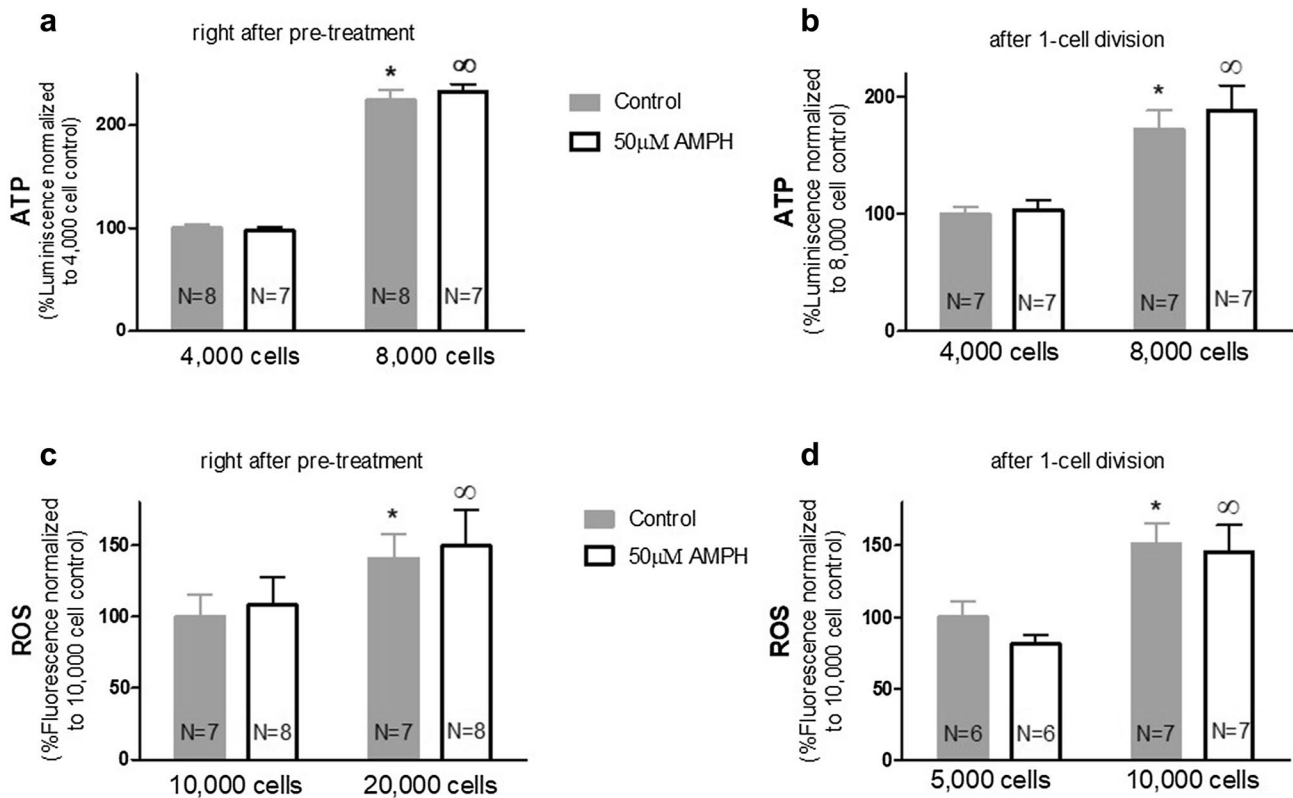 a
right after pre-treatment
ATP
(%Luminiscence normalized
to 4,000 cell control)
200
100
0
*
∞
N=8
N=7
N=8
N=7
4,000 cells
8,000 cells
Control
50μM AMPH
b
after 1-cell division
ATP
(%Luminiscence normalized
to 8,000 cell control)
200
100
0
*
∞
N=7
N=7
N=7
N=7
4,000 cells
8,000 cells
c
right after pre-treatment
ROS
(%Fluorescence normalized
to 10,000 cell control)
150
100
50
0
*
∞
N=7
N=8
N=7
N=8
10,000 cells
20,000 cells
Control
50μM AMPH
d
after 1-cell division
ROS
(%Fluorescence normalized
to 10,000 cell control)
150
100
50
0
*
∞
N=6
N=6
N=7
N=7
5,000 cells
10,000 cells